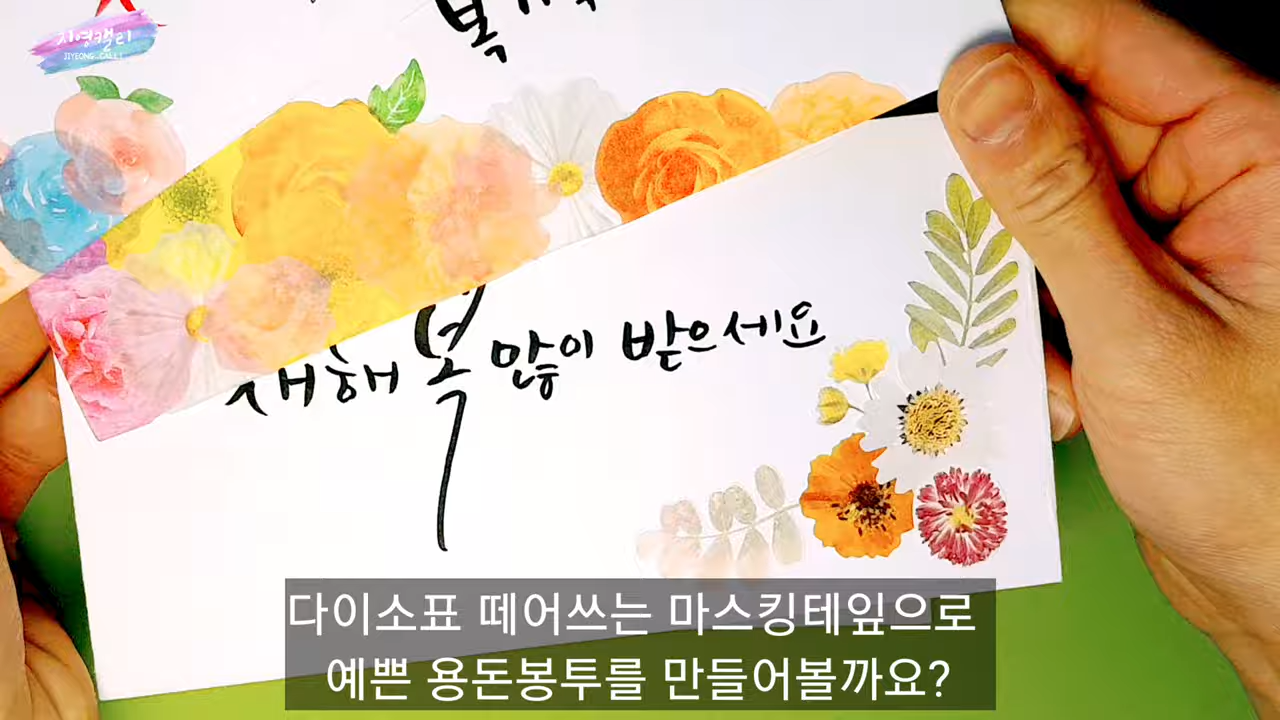 지영캘리
JIYEONG_CALLI
복
새해 복 많이 받으세요
다이소표 떼어쓰는 마스킹테잎으로
예쁜 용돈봉투를 만들어볼까요?